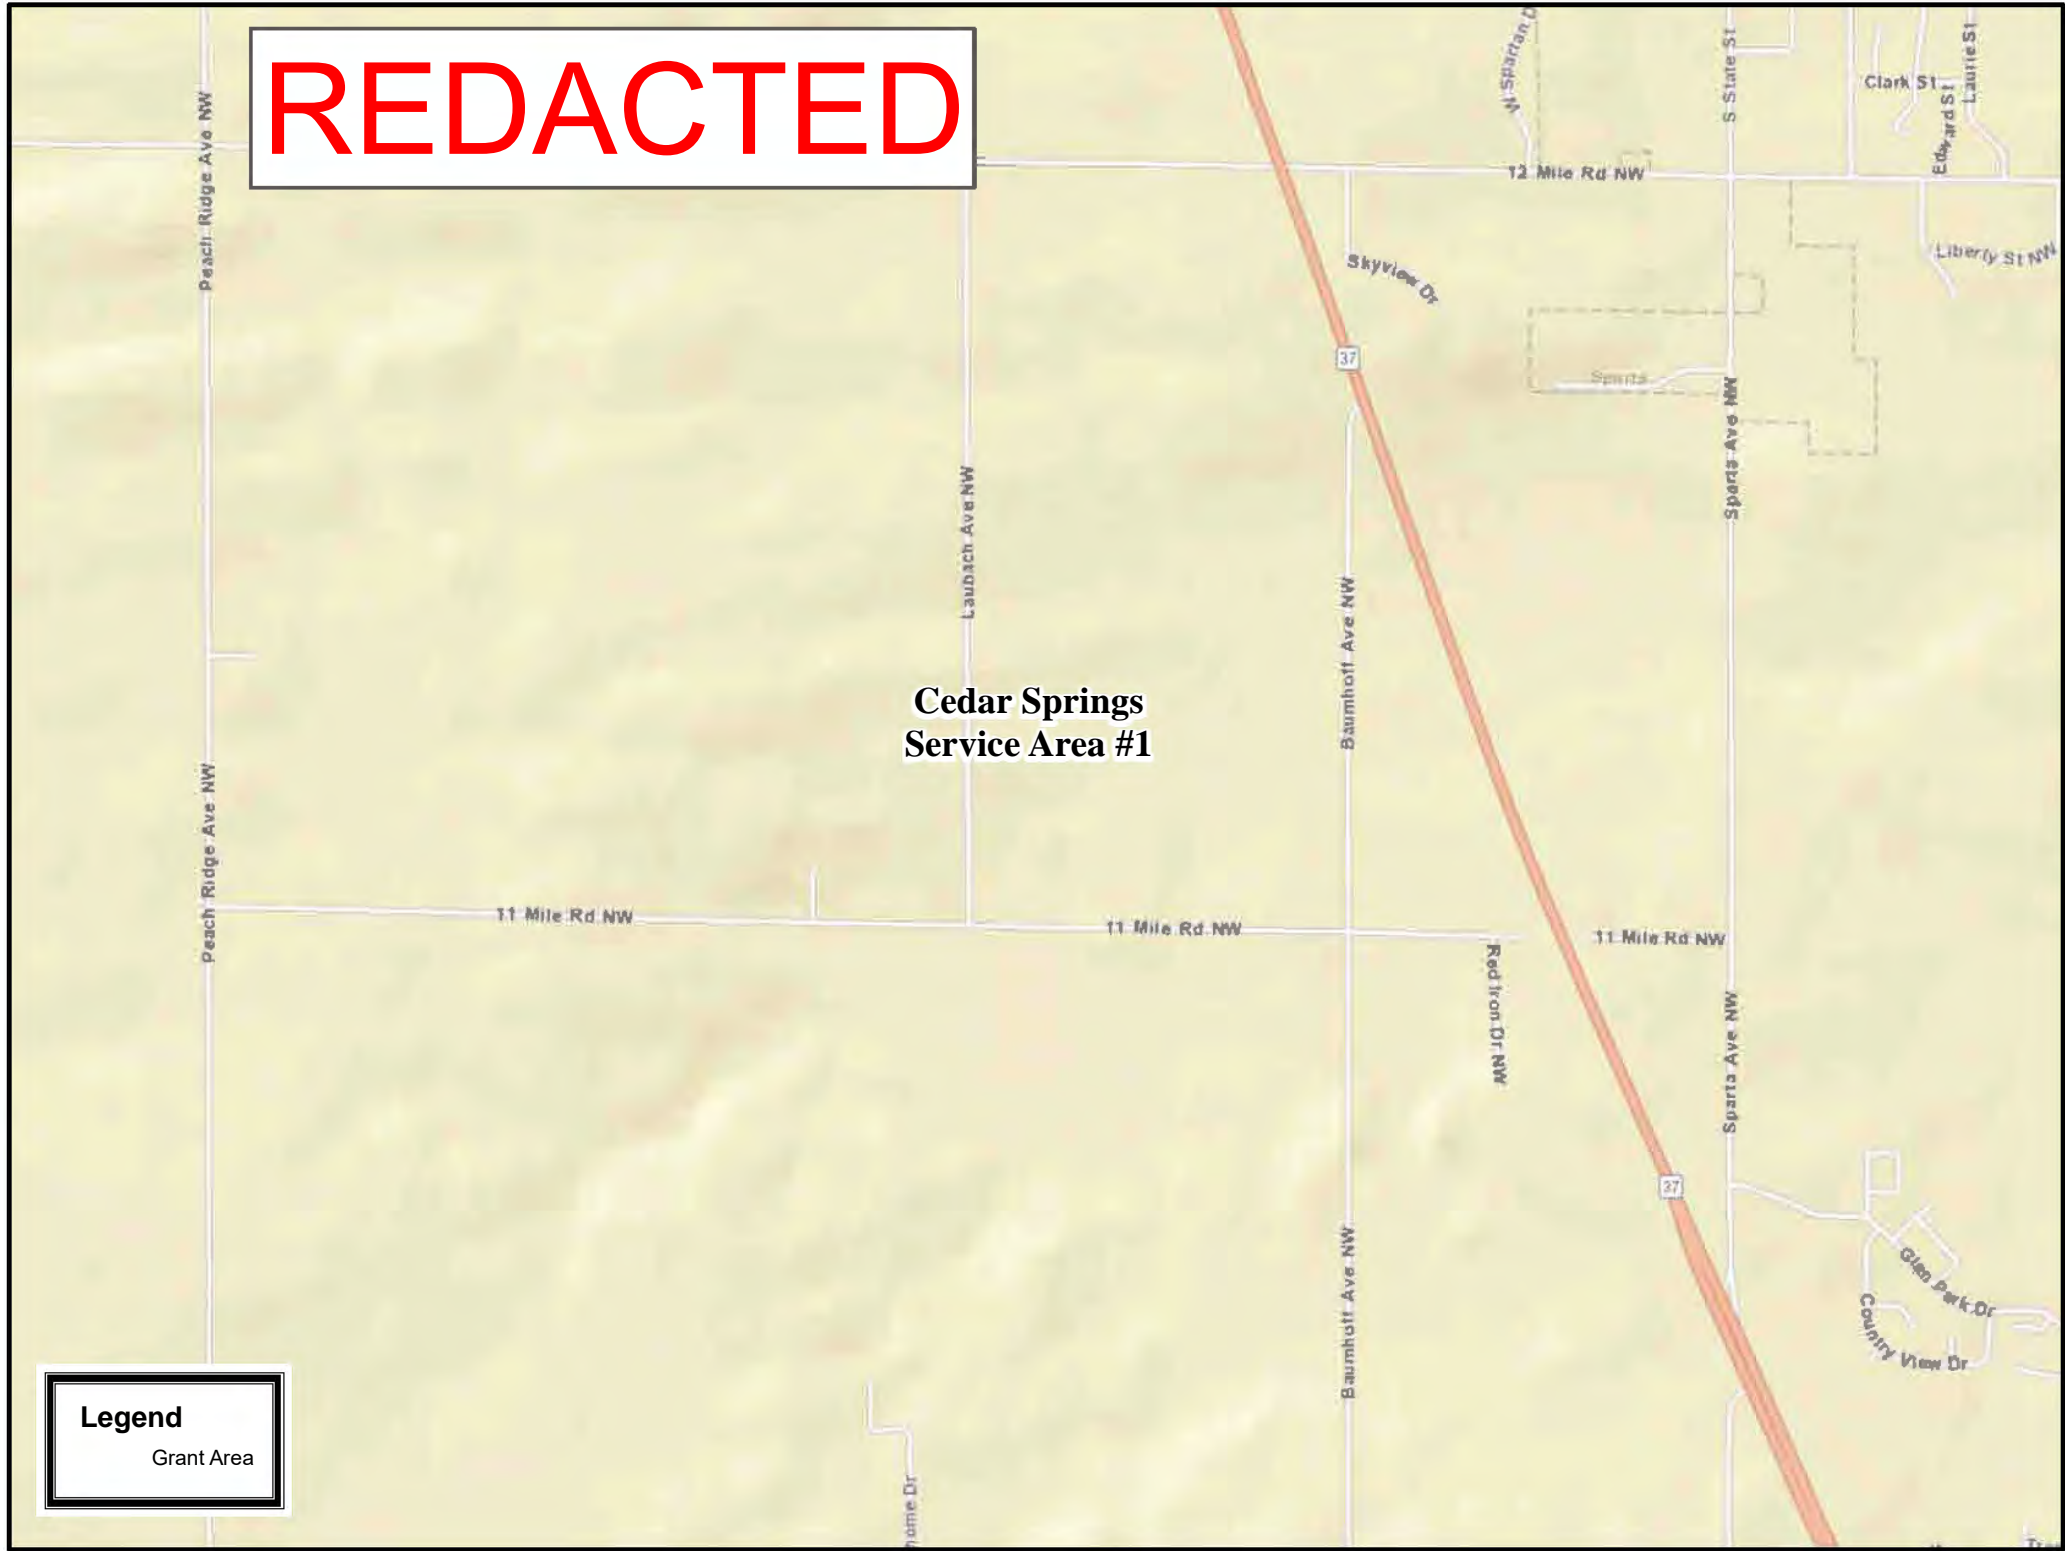 REDACTED
Peach Ridge Ave NW
W Spartan D
S State St
Clark St
Edward St
Laurie St
12 Mile Rd NW
Liberty St NW
Skyview Dr
37
Sparta
Sparta Ave NW
Laubach Ave NW
Baumhoff Ave NW
Cedar Springs
Service Area #1
Peach Ridge Ave NW
11 Mile Rd NW
11 Mile Rd NW
11 Mile Rd NW
Red Iron Dr NW
Sparta Ave NW
37
Baumhoff Ave NW
Glen Park Dr
Country View Dr
Legend
Grant Area
home Dr